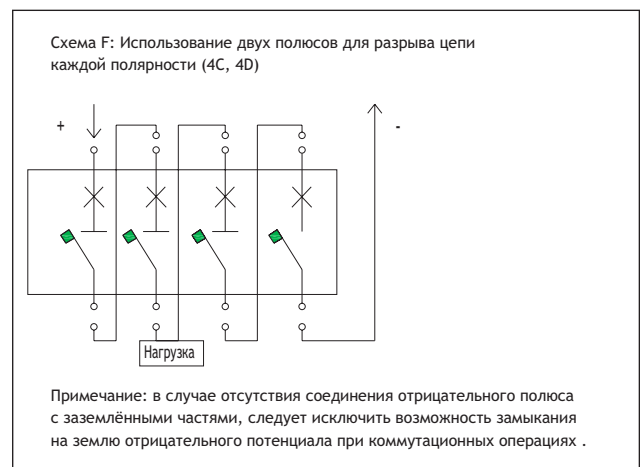 Схема F: Использование двух полюсов для разрыва цепи
каждой полярности (4C, 4D)
+
-
Нагрузка
Примечание: в случае отсутствия соединения отрицательного полюса
с заземлёнными частями, следует исключить возможность замыкания
на землю отрицательного потенциала при коммутационных операциях .